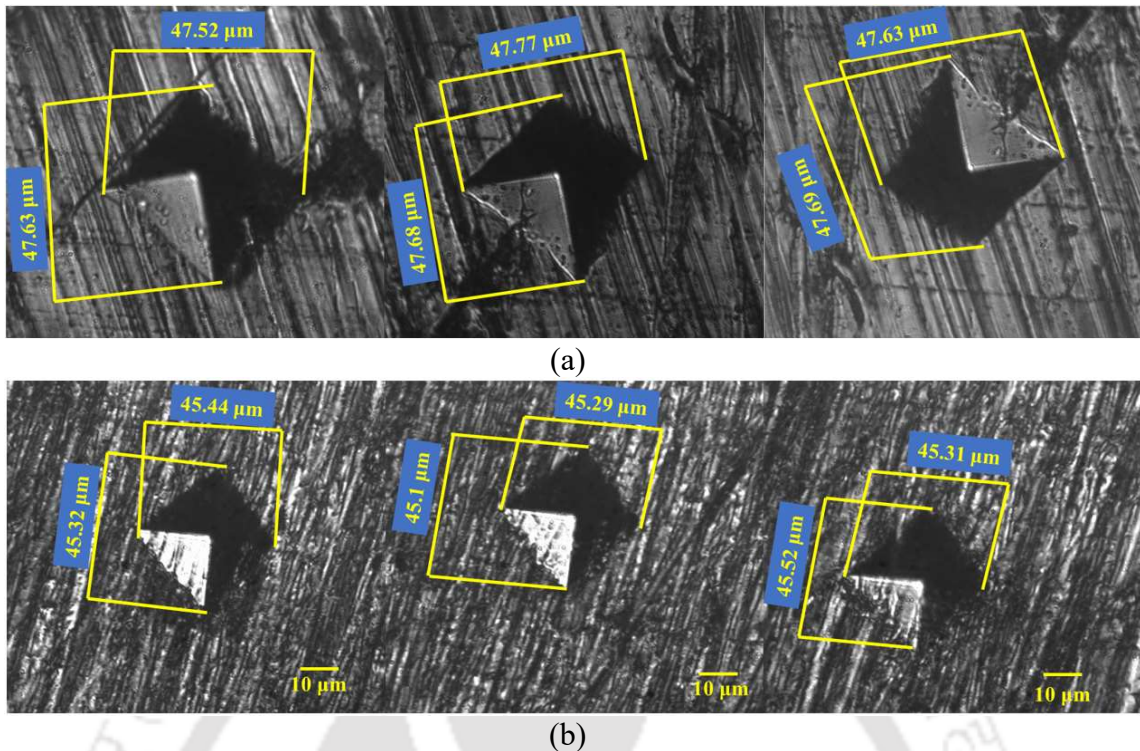 47.52 µm
47.63 µm
47.77 µm
47.68 µm
47.63 µm
47.69 µm
(a)
45.44 µm
45.32 µm
10 µm
45.29 µm
45.1 µm
10 µm
45.31 µm
45.52 µm
10 µm
(b)